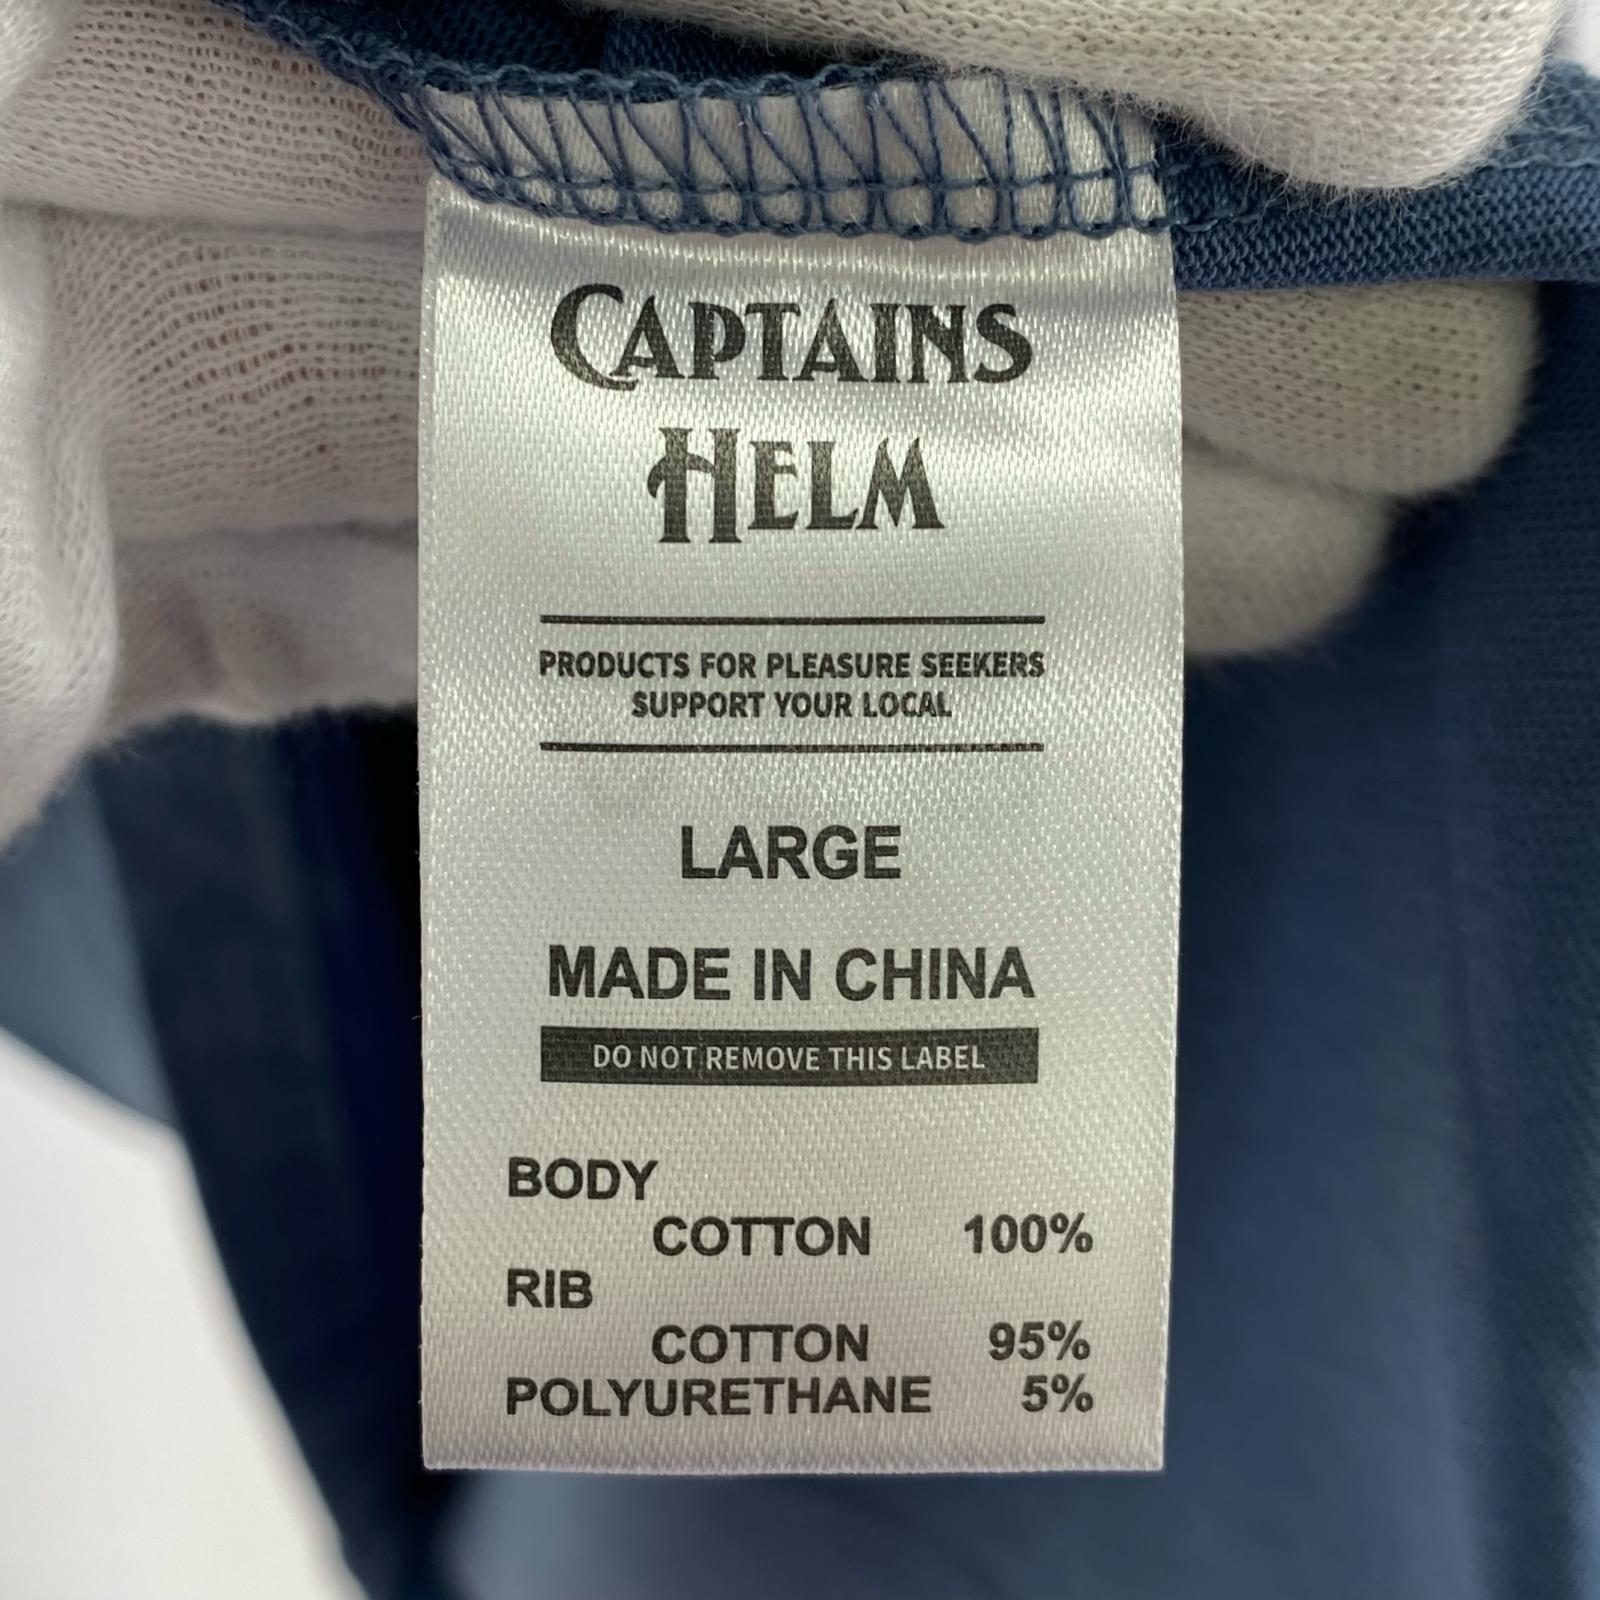 CAPTAINS
HELM
PRODUCTS FOR PLEASURE SEEKERS
SUPPORT YOUR LOCAL
LARGE
MADE IN CHINA
DO NOT REMOVE THIS LABEL
BODY
COTTON 100%
RIB
COTTON 95%
POLYURETHANE 5%